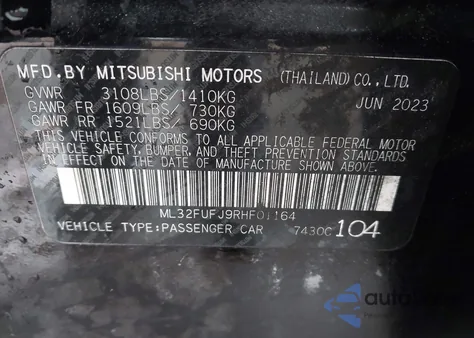 MFD.BY MITSUBISHI MOTORS (THAILAND)CO.,LTD.
GVWR 3108LBS/1410KG JUN 2023
GAWR FR 1609LBS/ 730KG
GAWR RR 1521LBS/ 690KG
THIS VEHICLE CONFORMS TO ALL APPLICABLE FEDERAL MOTOR
VEHICLE SAFETY, BUMPER, AND THEFT PREVENTION STANDARDS
IN EFFECT ON THE DATE OF MANUFACTURE SHOWN ABOVE.
ML32FUFJ9RHF01164
VEHICLE TYPE:PASSENGER CAR 7430C 104